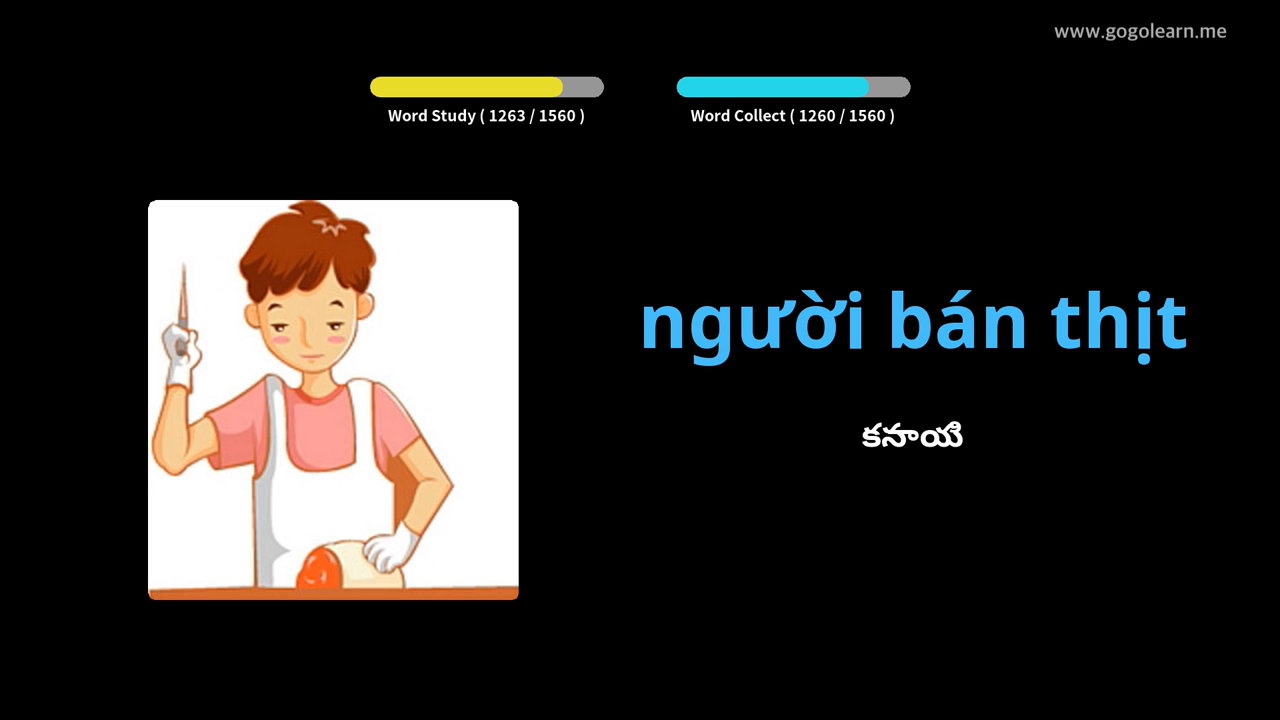 www.gogolearn.me
Word Study ( 1263 / 1560 )
Word Collect ( 1260 / 1560 )
người bán thịt
కసాయి